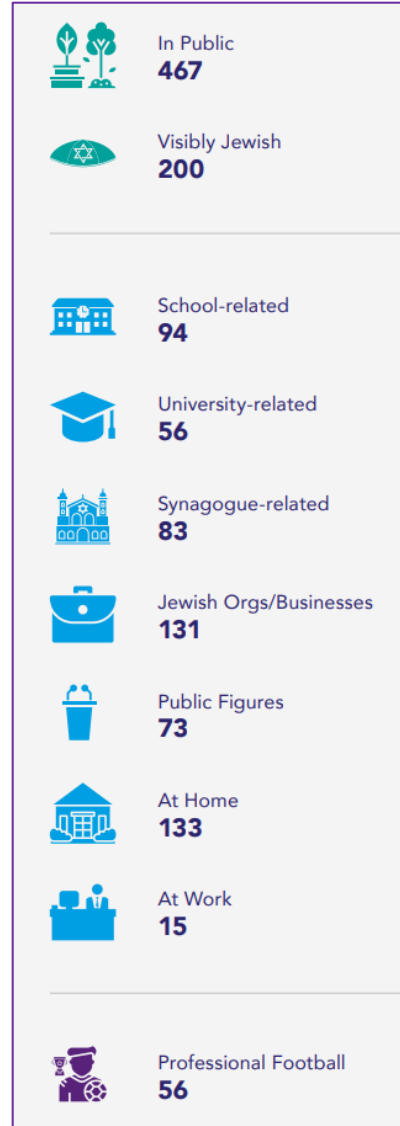 In Public
467
Visibly Jewish
200
School-related
94
University-related
56
Synagogue-related
83
Jewish Orgs/Businesses
131
Public Figures
73
At Home
133
At Work
15
Professional Football
56